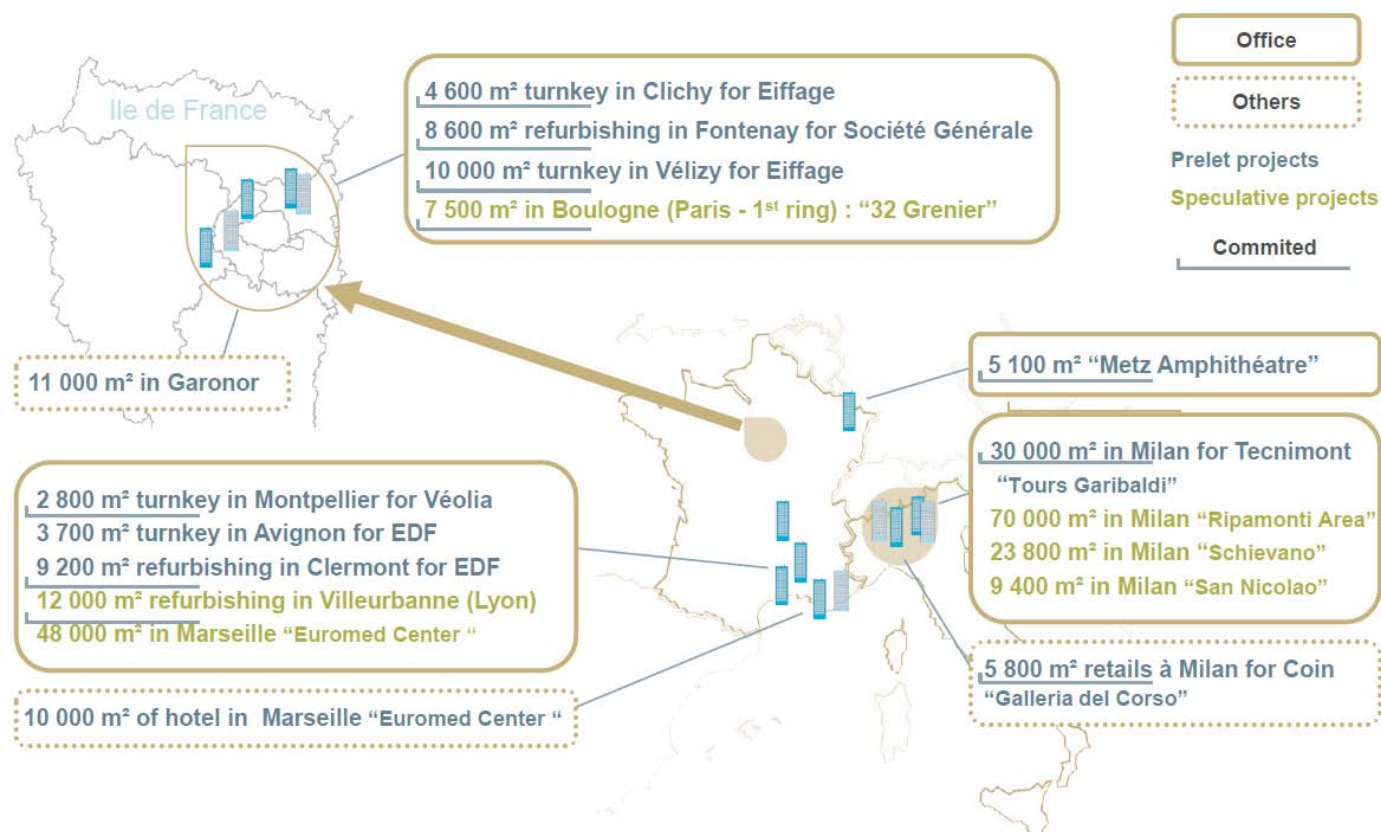 Office
Others
Prelet projects
Speculative projects
Commited
Ile de France
4 600 m² turnkey in Clichy for Eiffage
8 600 m² refurbishing in Fontenay for Société Générale
10 000 m² turnkey in Vélizy for Eiffage
7 500 m² in Boulogne (Paris - 1st ring) : “32 Grenier”
11 000 m² in Garonor
5 100 m² “Metz Amphithéatre”
30 000 m² in Milan for Tecnimont
“Tours Garibaldi”
70 000 m² in Milan “Ripamonti Area”
23 800 m² in Milan “Schievano”
9 400 m² in Milan “San Nicolao”
2 800 m² turnkey in Montpellier for Véolia
3 700 m² turnkey in Avignon for EDF
9 200 m² refurbishing in Clermont for EDF
12 000 m² refurbishing in Villeurbanne (Lyon)
48 000 m² in Marseille “Euromed Center “
10 000 m² of hotel in Marseille “Euromed Center “
5 800 m² retails à Milan for Coin
“Galleria del Corso”